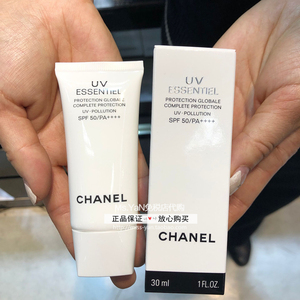 UV
ESSENTIEL
PROTECTION GLOBALE
COMPLETE PROTECTION
UV-POLLUTION
SPF 50/PA++++
CHANEL
UV
ESSENTIEL
PROTECTION GLOBALE
COMPLETE PROTECTION
UV-POLLUTION
SPF 50/PA++++
CHANEL
30 ml
1 FL.OZ.
正品保证
放心购买